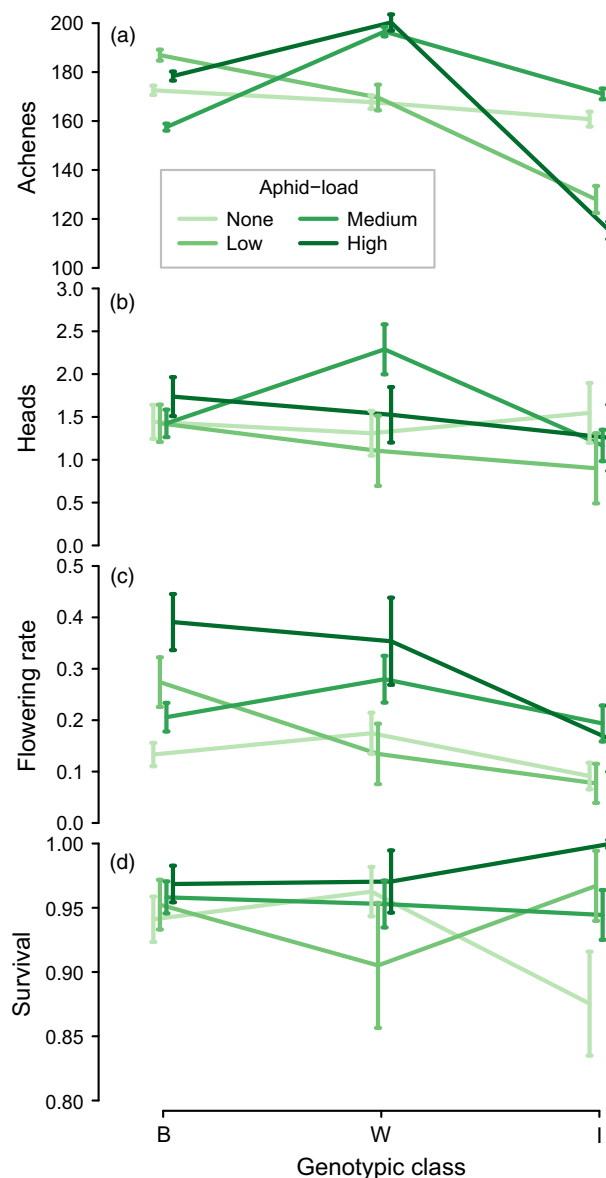 (a)
200
180
160
140
120
100
Achenes
Aphid−load
None Medium
Low High
(b)
3.0
2.5
2.0
1.5
1.0
0.5
0.0
Heads
(c)
0.5
0.4
0.3
0.2
0.1
0.0
Flowering rate
(d)
1.00
0.95
0.90
0.85
0.80
Survival
B W I
Genotypic class